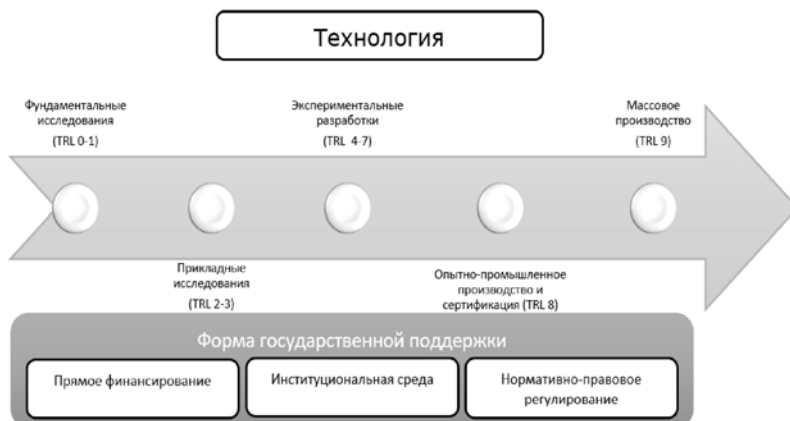 Технология
Фундаментальные
исследования
(TRL 0-1)
Экспериментальные
разработки
(TRL 4-7)
Массовое
производство
(TRL 9)
Прикладные
исследования
(TRL 2-3)
Опытно-промышленное
производство и
сертификация (TRL 8)
Форма государственной поддержки
Прямое финансирование
Институциональная среда
Нормативно-правовое
регулирование